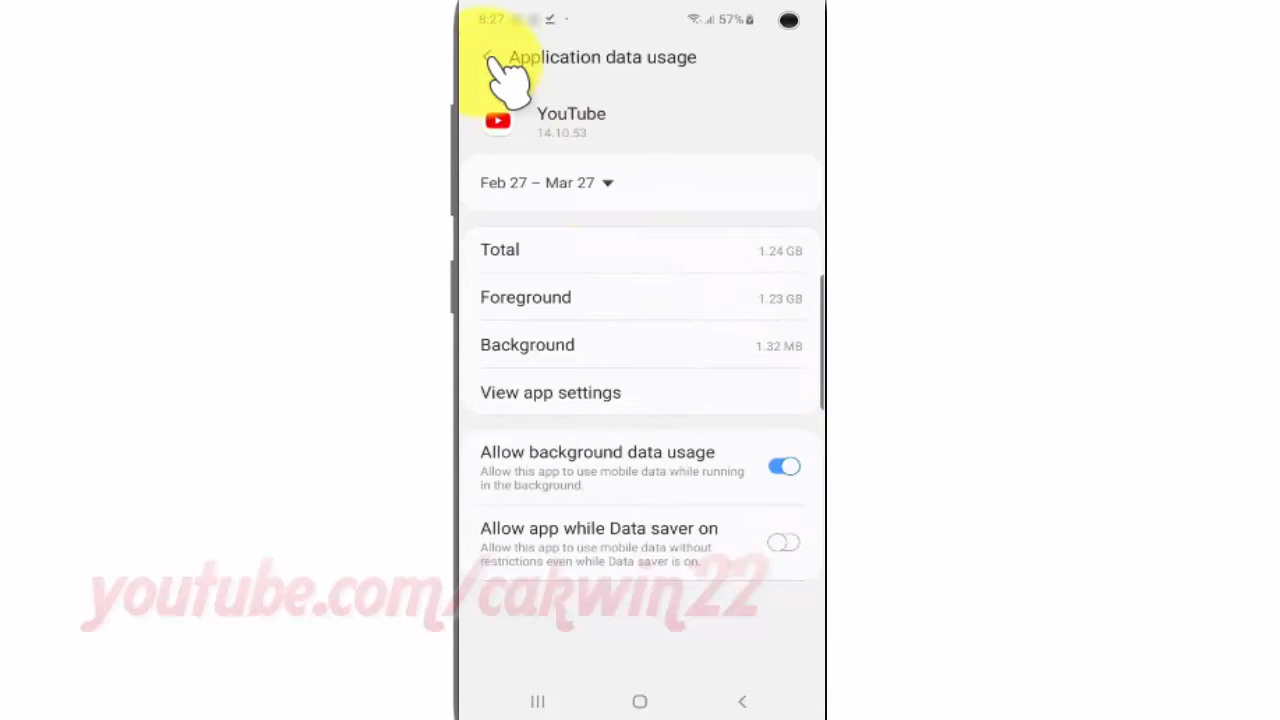 8:27
57%
Application data usage
YouTube
14.10.53
Feb 27 – Mar 27
Total
1.24 GB
Foreground
1.23 GB
Background
1.32 MB
View app settings
Allow background data usage
Allow this app to use mobile data while running
in the background.
Allow app while Data saver on
Allow this app to use mobile data without
restrictions even while Data saver is on.
youtube.com/cakwin22